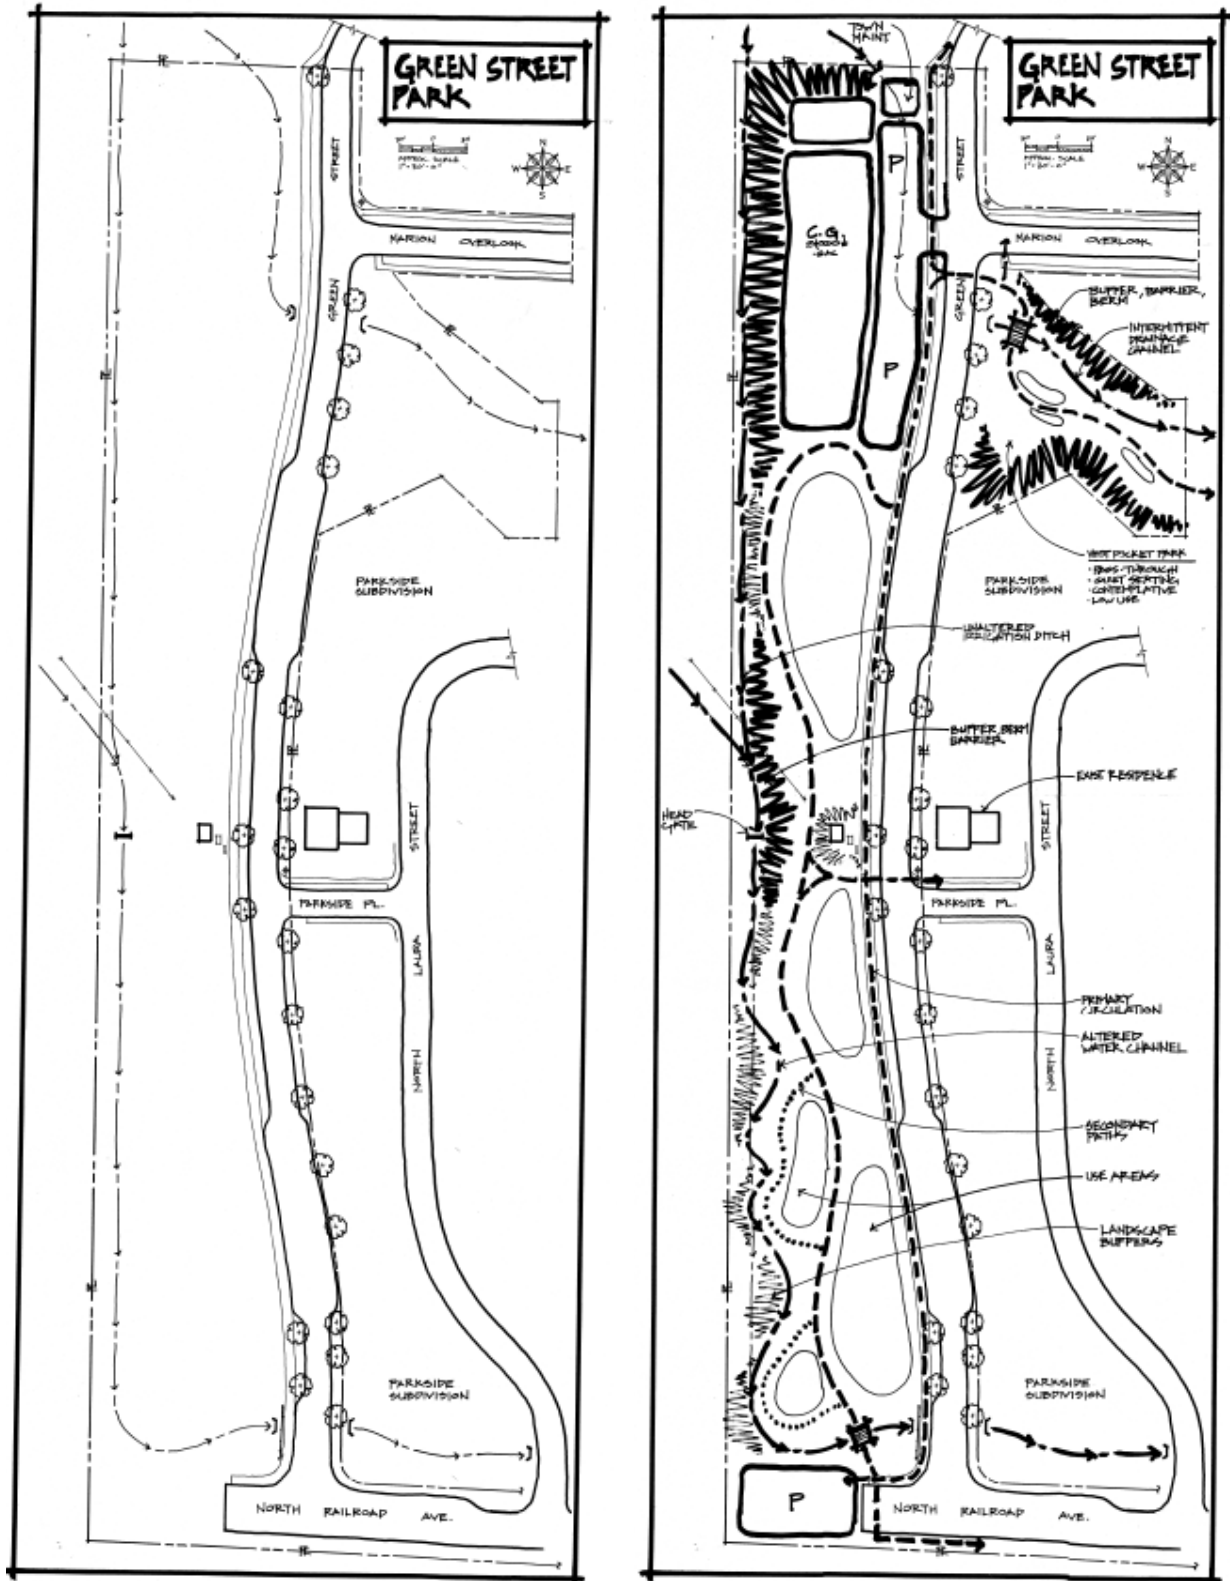 GREEN STREET
PARK
APPROX. SCALE
N
W
E
S
STREET
MARION OVERLOOK
GREEN
PARKSIDE
SUBDIVISION
STREET
PARKSIDE PL.
LAURA
NORTH
PARKSIDE
SUBDIVISION
NORTH RAILROAD AVE.
TOWN
MAINT
GREEN STREET
PARK
APPROX. SCALE
N
W
E
S
P
STREET
C.G.
MARION OVERLOOK
GREEN
BUFFER, BARRIER,
BERM
INTERMITTENT
DRAINAGE
CHANNEL
P
VEST POCKET PARK
PASS-THROUGH
QUIET SEATING
CONTEMPLATIVE
LOW USE
PARKSIDE
SUBDIVISION
UNALTERED
IRRIGATION DITCH
BUFFER, BERM
BARRIER
EXIST RESIDENCE
HEAD
GATE
STREET
PARKSIDE PL.
LAURA
NORTH
PRIMARY
CIRCULATION
ALTERED
WATER CHANNEL
SECONDARY
PATHS
USE AREAS
LANDSCAPE
BUFFERS
PARKSIDE
SUBDIVISION
P
NORTH RAILROAD AVE.